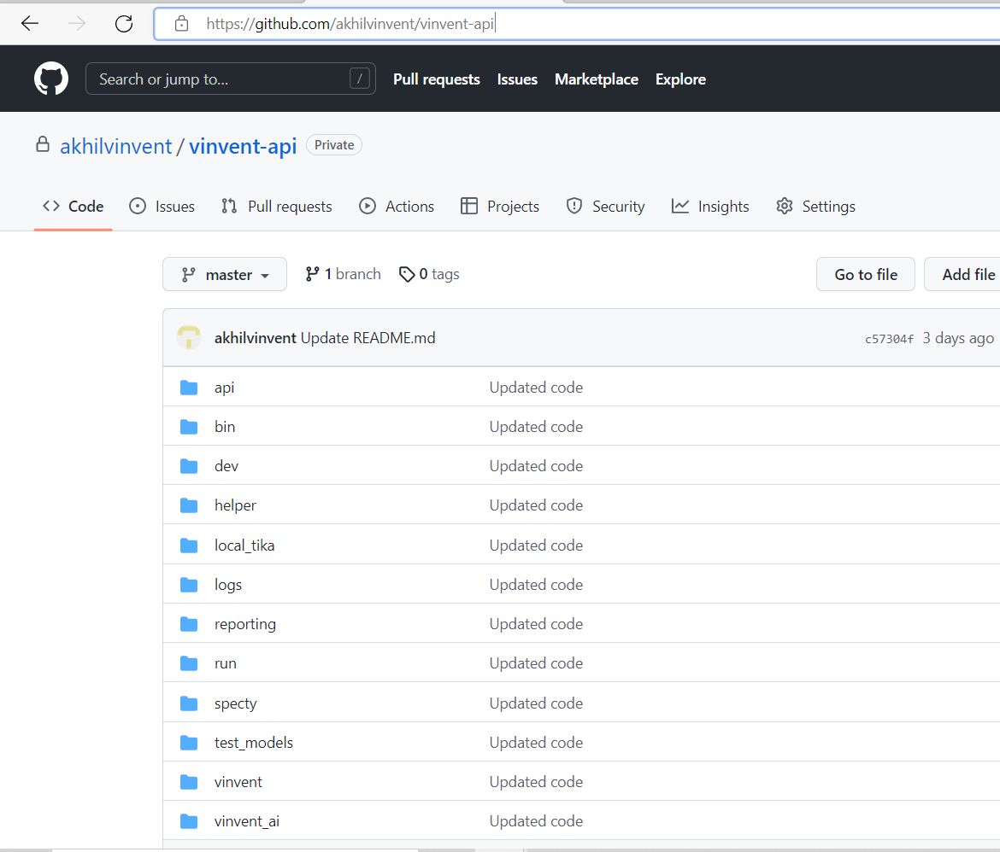 https://github.com/akhilvinvent/vinvent-api
Search or jump to... / Pull requests Issues Marketplace Explore
akhilvinvent / vinvent-api Private
Code Issues Pull requests Actions Projects Security Insights Settings
master 1 branch 0 tags Go to file Add file
akhilvinvent Update README.md c57304f 3 days ago
api Updated code
bin Updated code
dev Updated code
helper Updated code
local_tika Updated code
logs Updated code
reporting Updated code
run Updated code
specty Updated code
test_models Updated code
vinvent Updated code
vinvent_ai Updated code